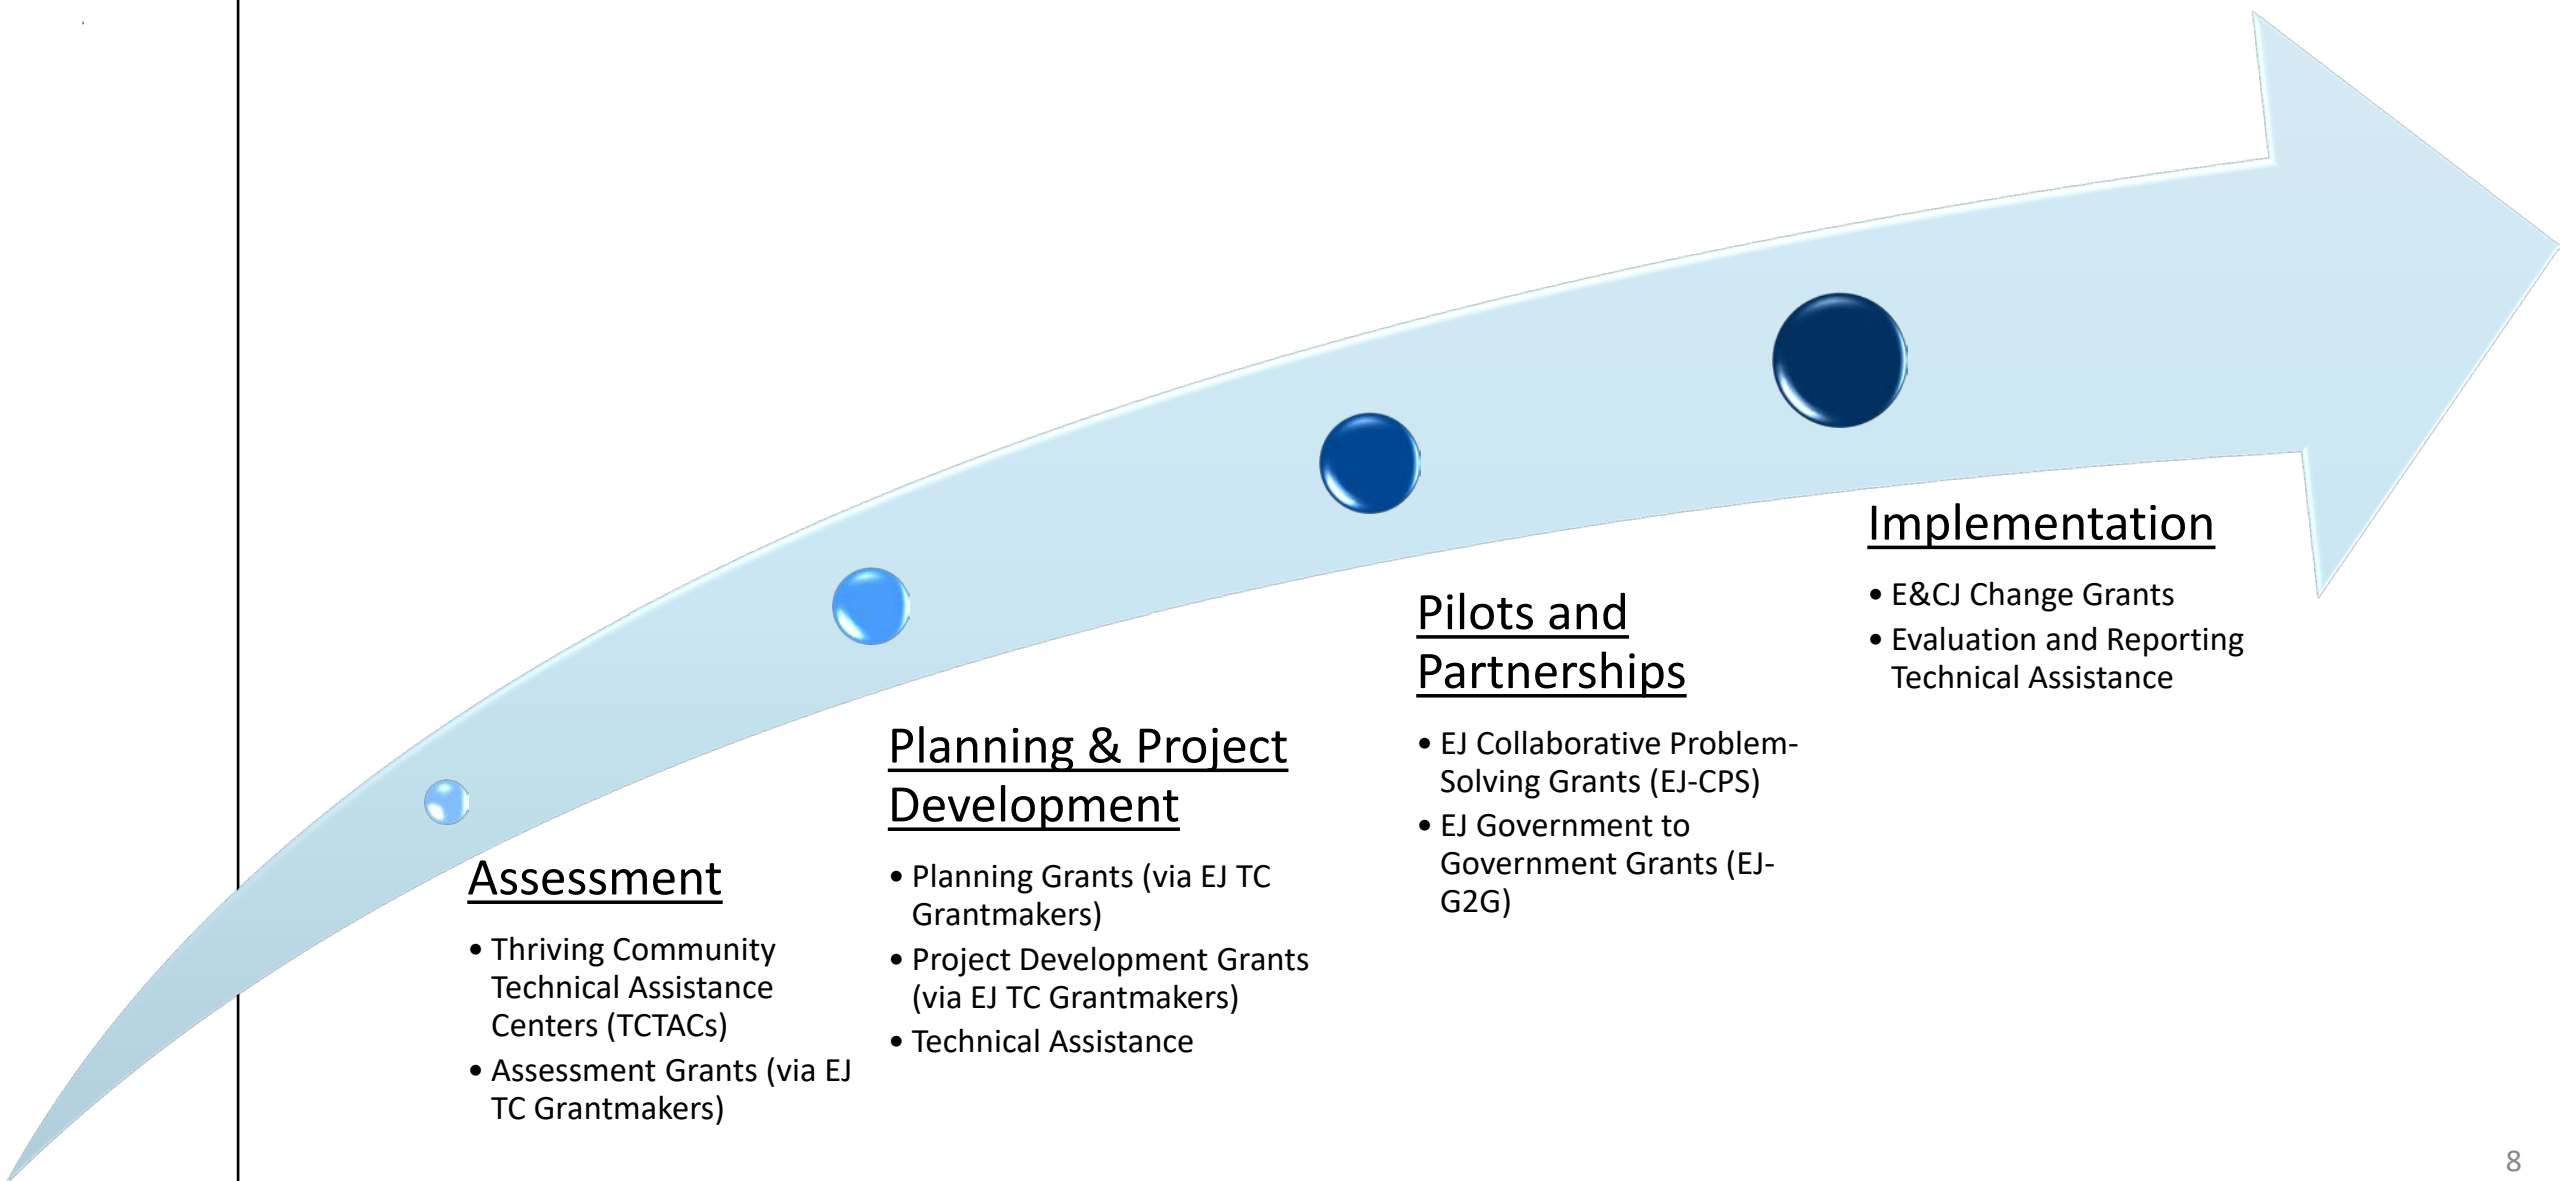 Assessment
• Thriving Community
Technical Assistance
Centers (TCTACs)
• Assessment Grants (via EJ
TC Grantmakers)
Planning & Project
Development
• Planning Grants (via EJ TC
Grantmakers)
• Project Development Grants
(via EJ TC Grantmakers)
• Technical Assistance
Pilots and
Partnerships
• EJ Collaborative Problem-
Solving Grants (EJ-CPS)
• EJ Government to
Government Grants (EJ-
G2G)
Implementation
• E&CJ Change Grants
• Evaluation and Reporting
Technical Assistance
8